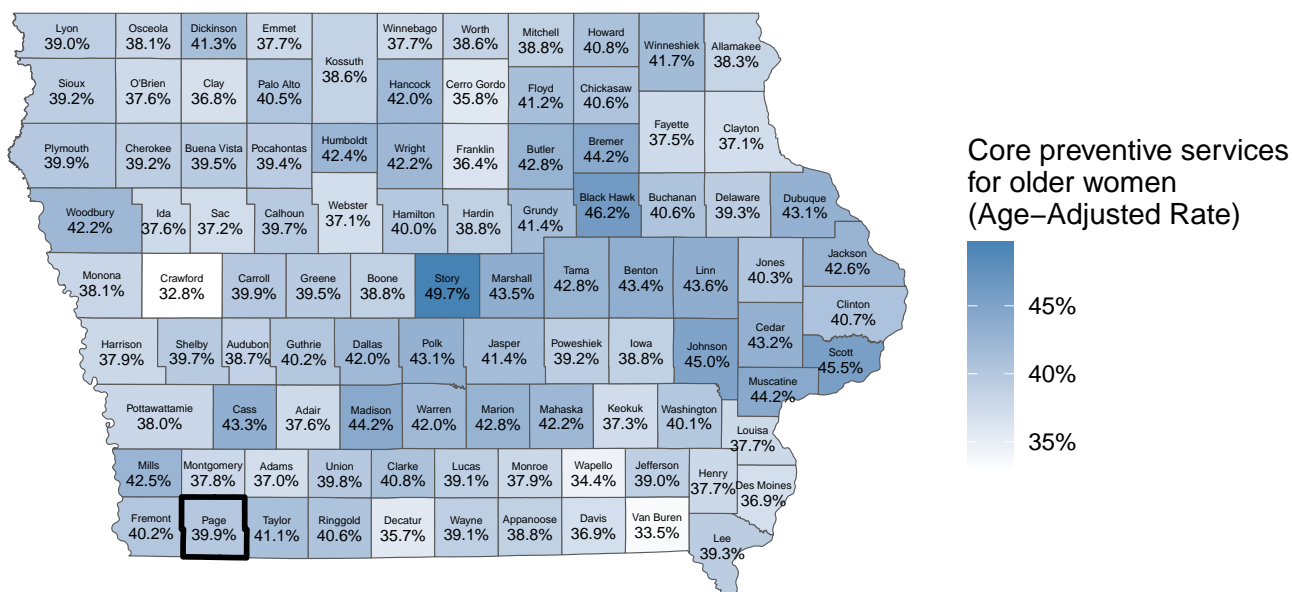 Lyon
39.0%
Osceola
38.1%
Dickinson
41.3%
Emmet
37.7%
Kossuth
38.6%
Winnebago
37.7%
Worth
38.6%
Mitchell
38.8%
Howard
40.8%
Winneshiek
41.7%
Allamakee
38.3%
Sioux
39.2%
O'Brien
37.6%
Clay
36.8%
Palo Alto
40.5%
Hancock
42.0%
Cerro Gordo
35.8%
Floyd
41.2%
Chickasaw
40.6%
Fayette
37.5%
Clayton
37.1%
Plymouth
39.9%
Cherokee
39.2%
Buena Vista
39.5%
Pocahontas
39.4%
Humboldt
42.4%
Wright
42.2%
Franklin
36.4%
Butler
42.8%
Bremer
44.2%
Woodbury
42.2%
Ida
37.6%
Sac
37.2%
Calhoun
39.7%
Webster
37.1%
Hamilton
40.0%
Hardin
38.8%
Grundy
41.4%
Black Hawk
46.2%
Buchanan
40.6%
Delaware
39.3%
Dubuque
43.1%
Monona
38.1%
Crawford
32.8%
Carroll
39.9%
Greene
39.5%
Boone
38.8%
Story
49.7%
Marshall
43.5%
Tama
42.8%
Benton
43.4%
Linn
43.6%
Jones
40.3%
Jackson
42.6%
Clinton
40.7%
Harrison
37.9%
Shelby
39.7%
Audubon
38.7%
Guthrie
40.2%
Dallas
42.0%
Polk
43.1%
Jasper
41.4%
Poweshiek
39.2%
Iowa
38.8%
Johnson
45.0%
Cedar
43.2%
Scott
45.5%
Muscatine
44.2%
Pottawattamie
38.0%
Cass
43.3%
Adair
37.6%
Madison
44.2%
Warren
42.0%
Marion
42.8%
Mahaska
42.2%
Keokuk
37.3%
Washington
40.1%
Louisa
37.7%
Mills
42.5%
Montgomery
37.8%
Adams
37.0%
Union
39.8%
Clarke
40.8%
Lucas
39.1%
Monroe
37.9%
Wapello
34.4%
Jefferson
39.0%
Henry
37.7%
Des Moines
36.9%
Fremont
40.2%
Page
39.9%
Taylor
41.1%
Ringgold
40.6%
Decatur
35.7%
Wayne
39.1%
Appanoose
38.8%
Davis
36.9%
Van Buren
33.5%
Lee
39.3%
Core preventive services
for older women
(Age–Adjusted Rate)
45%
40%
35%